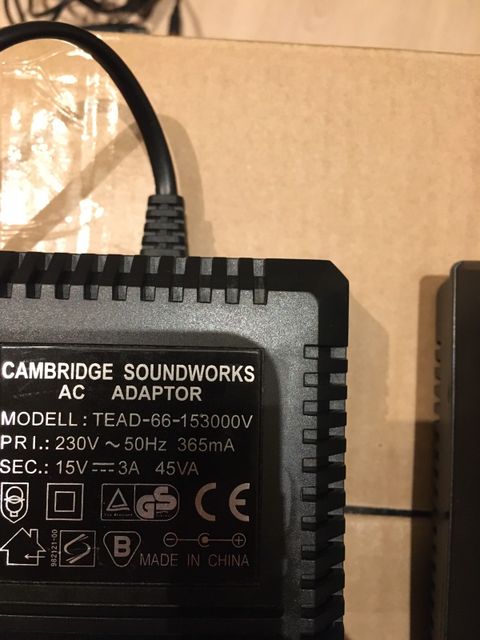 CAMBRIDGE SOUNDWORKS
AC ADAPTOR
MODELL: TEAD-66-153000V
PRI.: 230V ~ 50Hz 365mA
SEC.: 15V ⎓ 3A 45VA
GS CE
982121-00
B
MADE IN CHINA